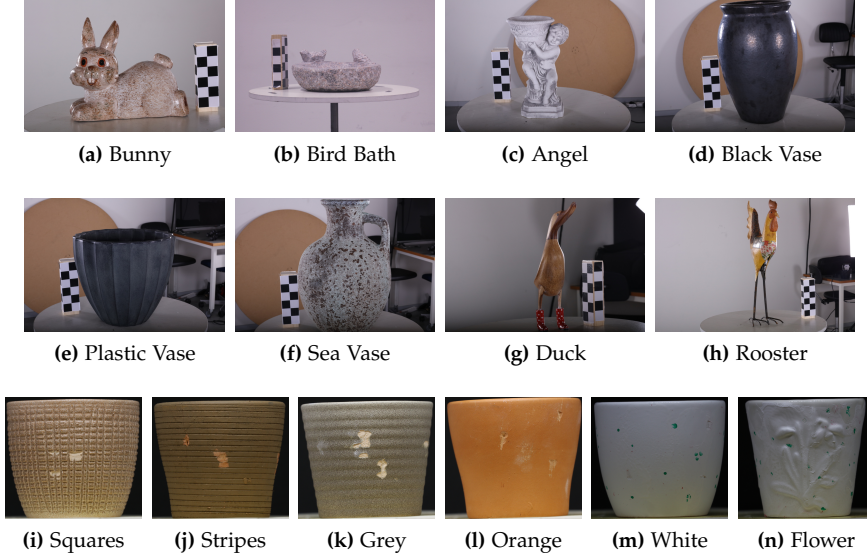 (a) Bunny
(b) Bird Bath
(c) Angel
(d) Black Vase
(e) Plastic Vase
(f) Sea Vase
(g) Duck
(h) Rooster
(i) Squares
(j) Stripes
(k) Grey
(l) Orange
(m) White
(n) Flower